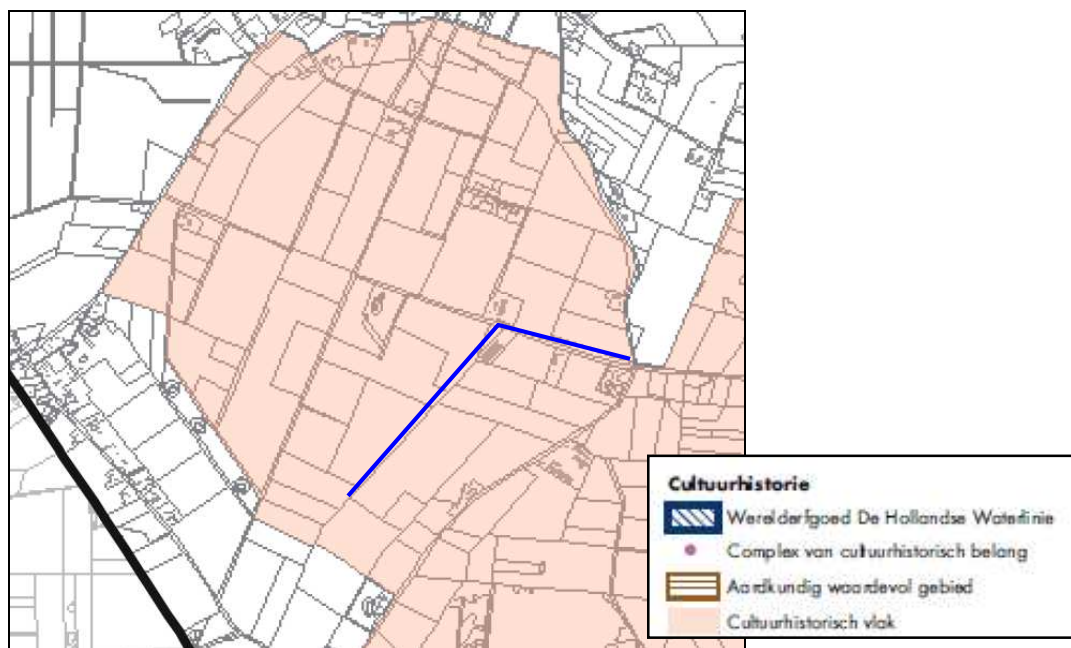 Cultuurhistorie
Werelderfgoed De Hollandse Waterlinie
Complex van cultuurhistorisch belang
Aardkundig waardevol gebied
Cultuurhistorisch vlak